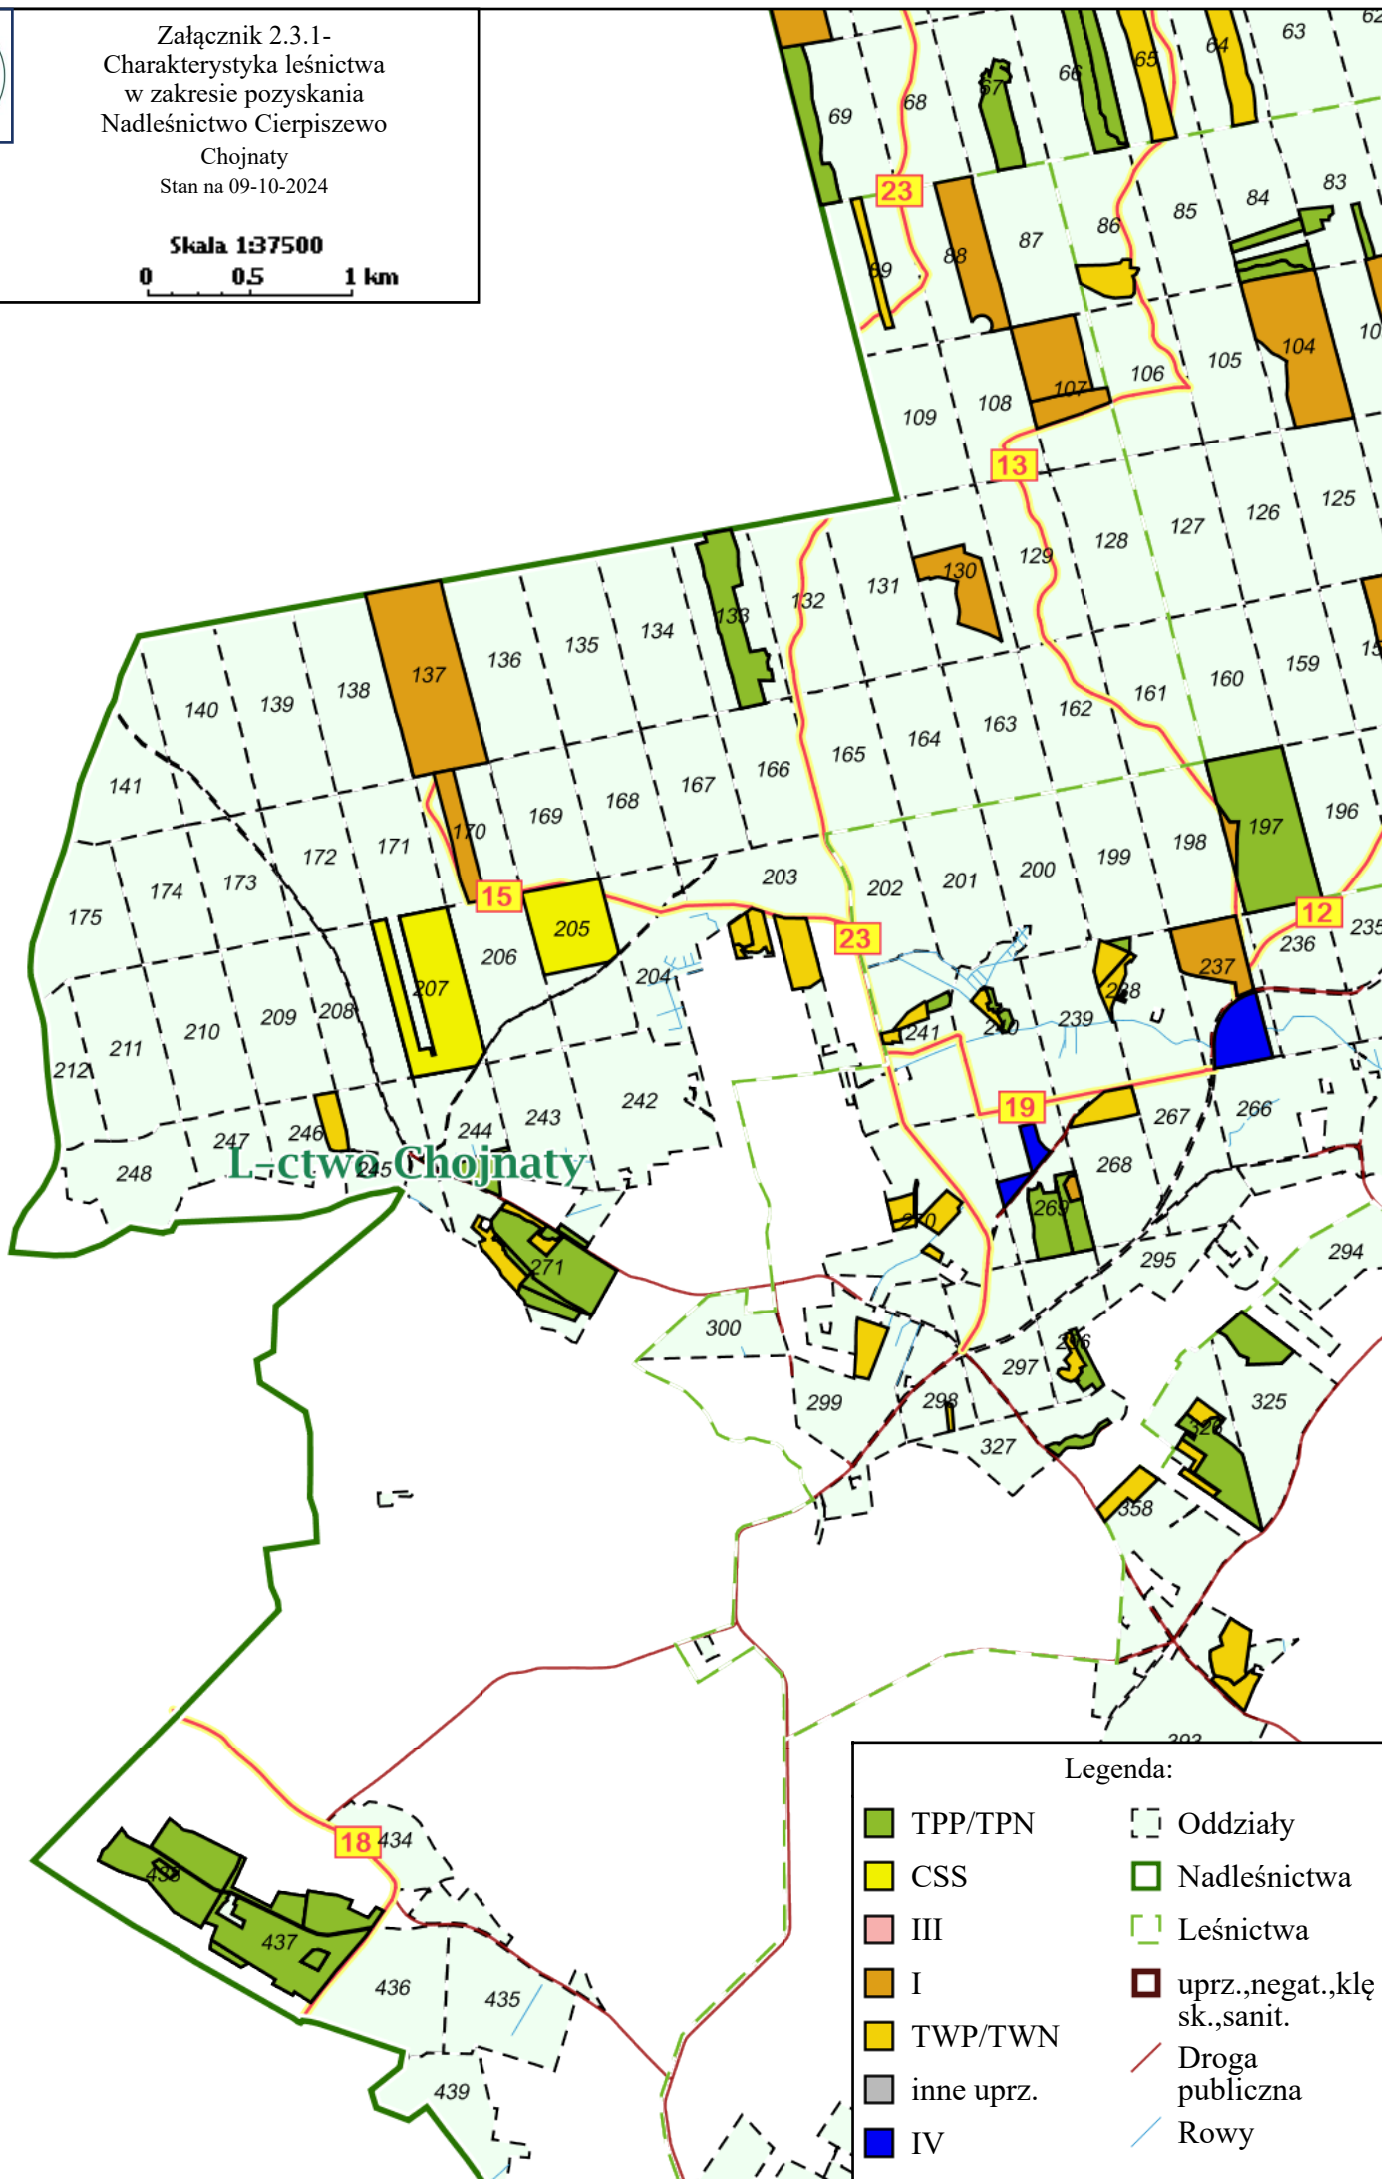 Załącznik 2.3.1-
Charakterystyka leśnictwa
w zakresie pozyskania
Nadleśnictwo Cierpiszewo
Chojnaty
Stan na 09-10-2024
Skala 1:37500
0 0.5 1 km
69 68 67 66 65 64 63 62
23
89 88 87 86 85 84 83
109 108 107 106 105 104 10
13
133 132 131 130 129 128 127 126 125
141 140 139 138 137 136 135 134
165 164 163 162 161 160 159 15
175 174 173 172 171 170 169 168 167 166
15
203 202 201 200 199 198 197 196
12
23
212 211 210 209 208 207 206 205 204
241 240 239 238 237 236 235
19
248 247 246 245 244 243 242
L-ctwo Chojnaty
271 270 269 268 267 266
300 299 298 297 296 295 294
327 326 325
358
393
18
434
438
437
436 435
439
Legenda:
TPP/TPN
CSS
III
I
TWP/TWN
inne uprz.
IV
Oddziały
Nadleśnictwa
Leśnictwa
uprz.,negat.,klę
sk.,sanit.
Droga
publiczna
Rowy